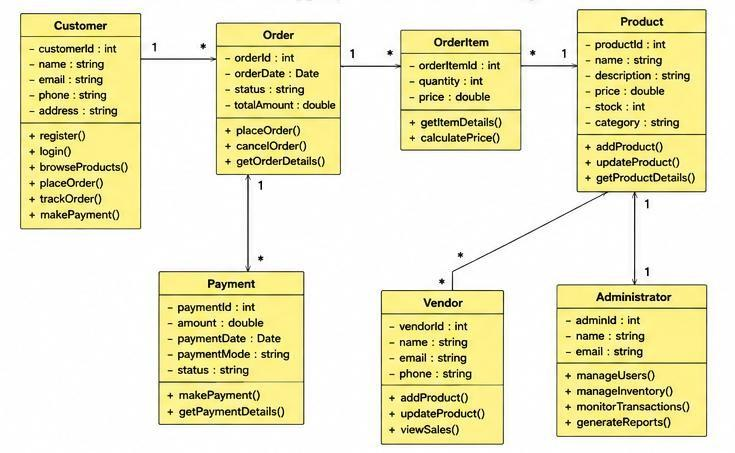 Customer
- customerId : int
- name : string
- email : string
- phone : string
- address : string
+ register()
+ login()
+ browseProducts()
+ placeOrder()
+ trackOrder()
+ makePayment()
1
*
Order
- orderId : int
- orderDate : Date
- status : string
- totalAmount : double
+ placeOrder()
+ cancelOrder()
+ getOrderDetails()
1
*
OrderItem
- orderItemId : int
- quantity : int
- price : double
+ getItemDetails()
+ calculatePrice()
*
1
Product
- productId : int
- name : string
- description : string
- price : double
- stock : int
- category : string
+ addProduct()
+ updateProduct()
+ getProductDetails()
1
*
Payment
- paymentId : int
- amount : double
- paymentDate : Date
- paymentMode : string
- status : string
+ makePayment()
+ getPaymentDetails()
*
*
Vendor
- vendorId : int
- name : string
- email : string
- phone : string
+ addProduct()
+ updateProduct()
+ viewSales()
1
1
Administrator
- adminId : int
- name : string
- email : string
+ manageUsers()
+ manageInventory()
+ monitorTransactions()
+ generateReports()